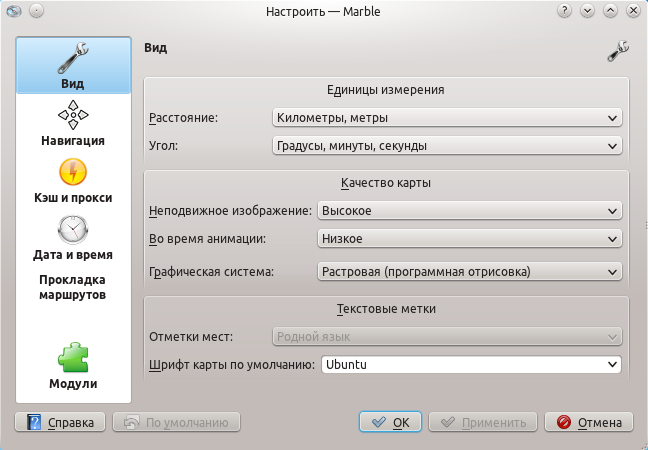 Настроить — Marble
Вид
Навигация
Кэш и прокси
Дата и время
Прокладка
маршрутов
Модули
Вид
Единицы измерения
Расстояние: Километры, метры
Угол: Градусы, минуты, секунды
Качество карты
Неподвижное изображение: Высокое
Во время анимации: Низкое
Графическая система: Растровая (программная отрисовка)
Текстовые метки
Отметки мест: Родной язык
Шрифт карты по умолчанию: Ubuntu
Справка По умолчанию OK Применить Отмена